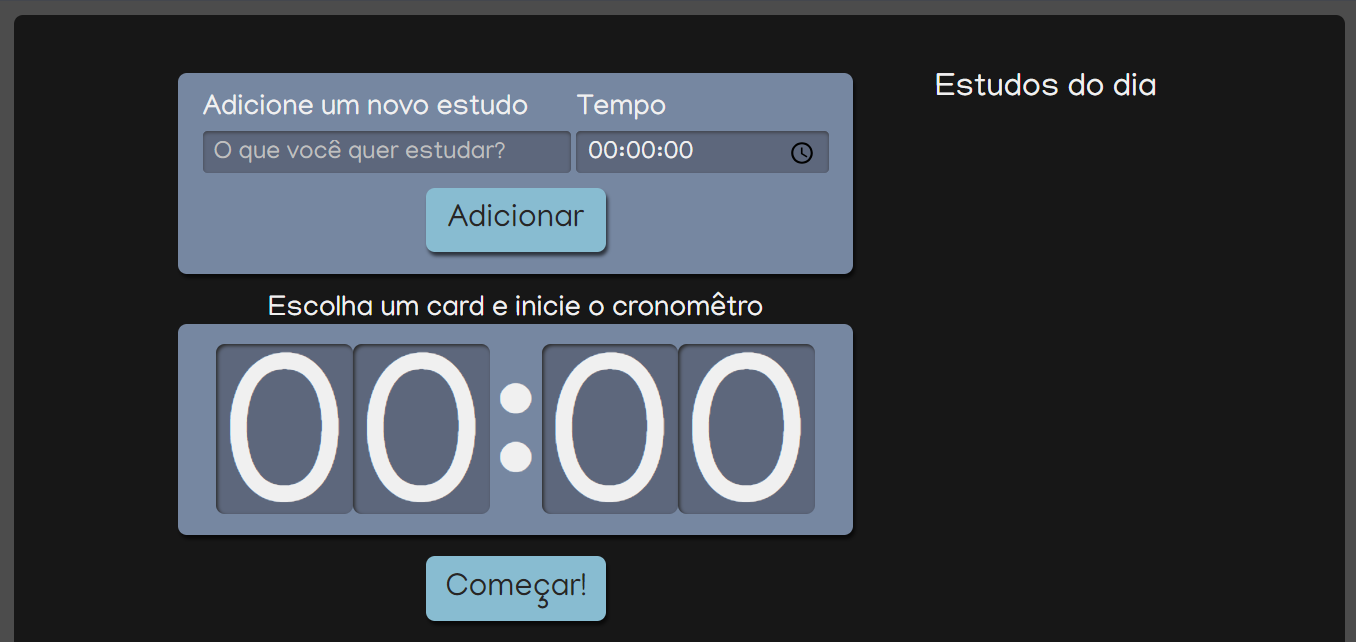 Adicione um novo estudo
Tempo
O que você quer estudar?
00:00:00
Adicionar
Estudos do dia
Escolha um card e inicie o cronomêtro
00:00
Começar!